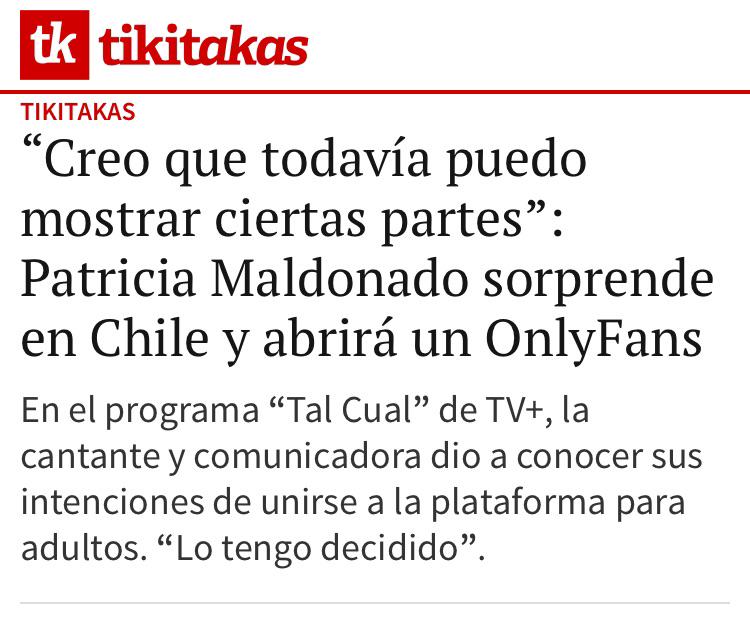 tk tikitakas
TIKITAKAS
“Creo que todavía puedo
mostrar ciertas partes”:
Patricia Maldonado sorprende
en Chile y abrirá un OnlyFans
En el programa “Tal Cual” de TV+, la
cantante y comunicadora dio a conocer sus
intenciones de unirse a la plataforma para
adultos. “Lo tengo decidido”.